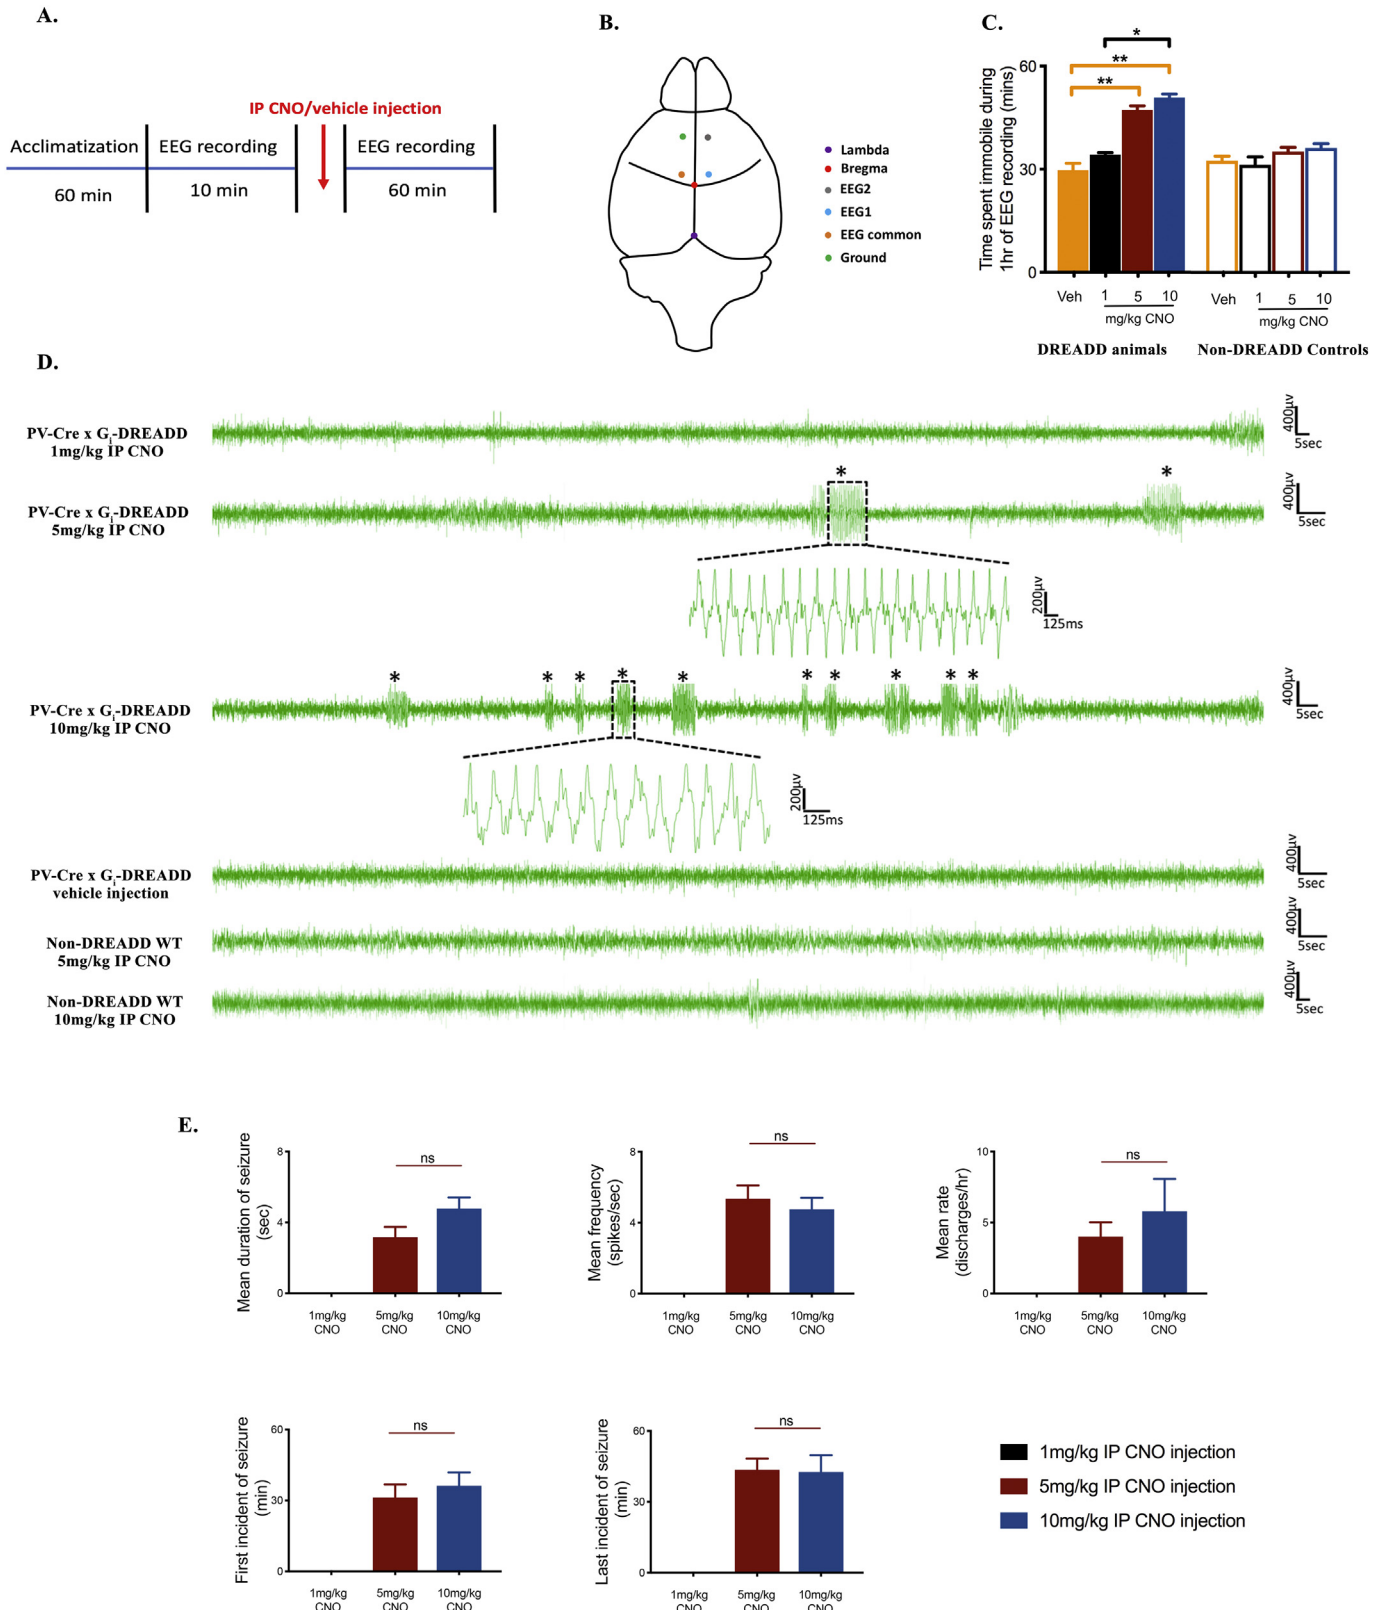 A.
IP CNO/vehicle injection
Acclimatization
EEG recording
EEG recording
60 min
10 min
60 min
B.
Lambda
Bregma
EEG2
EEG1
EEG common
Ground
C.
*
**
**
Time spent immobile during
1hr of EEG recording (mins)
60
30
0
Veh 1 5 10
mg/kg CNO
Veh 1 5 10
mg/kg CNO
DREADD animals
Non-DREADD Controls
D.
PV-Cre x Gi-DREADD
1mg/kg IP CNO
400µv
5sec
* *
PV-Cre x Gi-DREADD
5mg/kg IP CNO
400µv
5sec
200µv
125ms
* * * * * * * * * *
PV-Cre x Gi-DREADD
10mg/kg IP CNO
400µv
5sec
200µv
125ms
PV-Cre x Gi-DREADD
vehicle injection
400µv
5sec
Non-DREADD WT
5mg/kg IP CNO
400µv
5sec
Non-DREADD WT
10mg/kg IP CNO
400µv
5sec
E.
Mean duration of seizure
(sec)
8
4
0
ns
1mg/kg 5mg/kg 10mg/kg
CNO CNO CNO
Mean frequency
(spikes/sec)
8
4
0
ns
1mg/kg 5mg/kg 10mg/kg
CNO CNO CNO
Mean rate
(discharges/hr)
10
5
0
ns
1mg/kg 5mg/kg 10mg/kg
CNO CNO CNO
First incident of seizure
(min)
60
30
0
ns
1mg/kg 5mg/kg 10mg/kg
CNO CNO CNO
Last incident of seizure
(min)
60
30
0
ns
1mg/kg 5mg/kg 10mg/kg
CNO CNO CNO
1mg/kg IP CNO injection
5mg/kg IP CNO injection
10mg/kg IP CNO injection